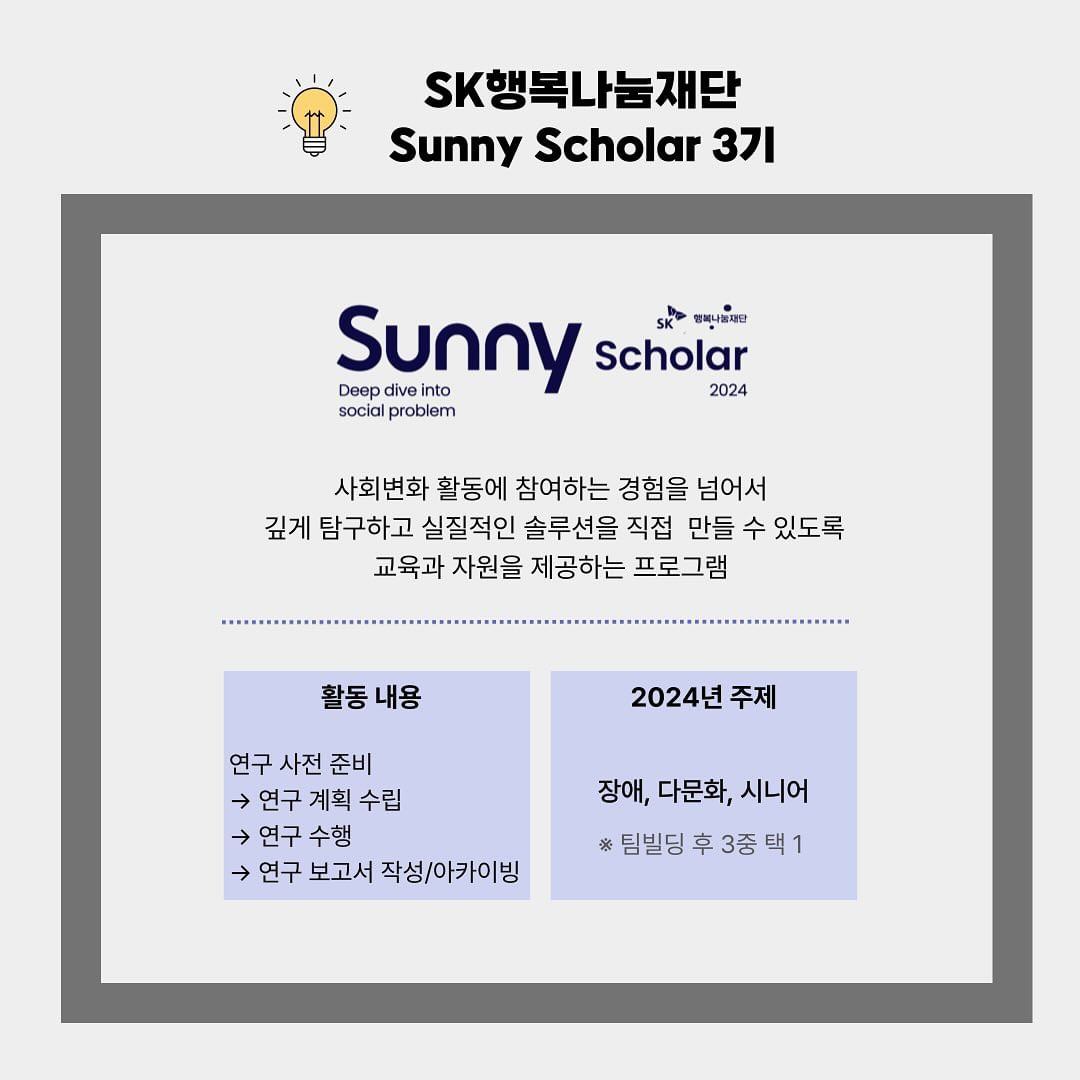 SK행복나눔재단
Sunny Scholar 3기
Sunny Scholar
SK 행복나눔재단
Deep dive into
social problem
2024
사회변화 활동에 참여하는 경험을 넘어서
깊게 탐구하고 실질적인 솔루션을 직접 만들 수 있도록
교육과 자원을 제공하는 프로그램
활동 내용
연구 사전 준비
→ 연구 계획 수립
→ 연구 수행
→ 연구 보고서 작성/아카이빙
2024년 주제
장애, 다문화, 시니어
※ 팀빌딩 후 3중 택 1